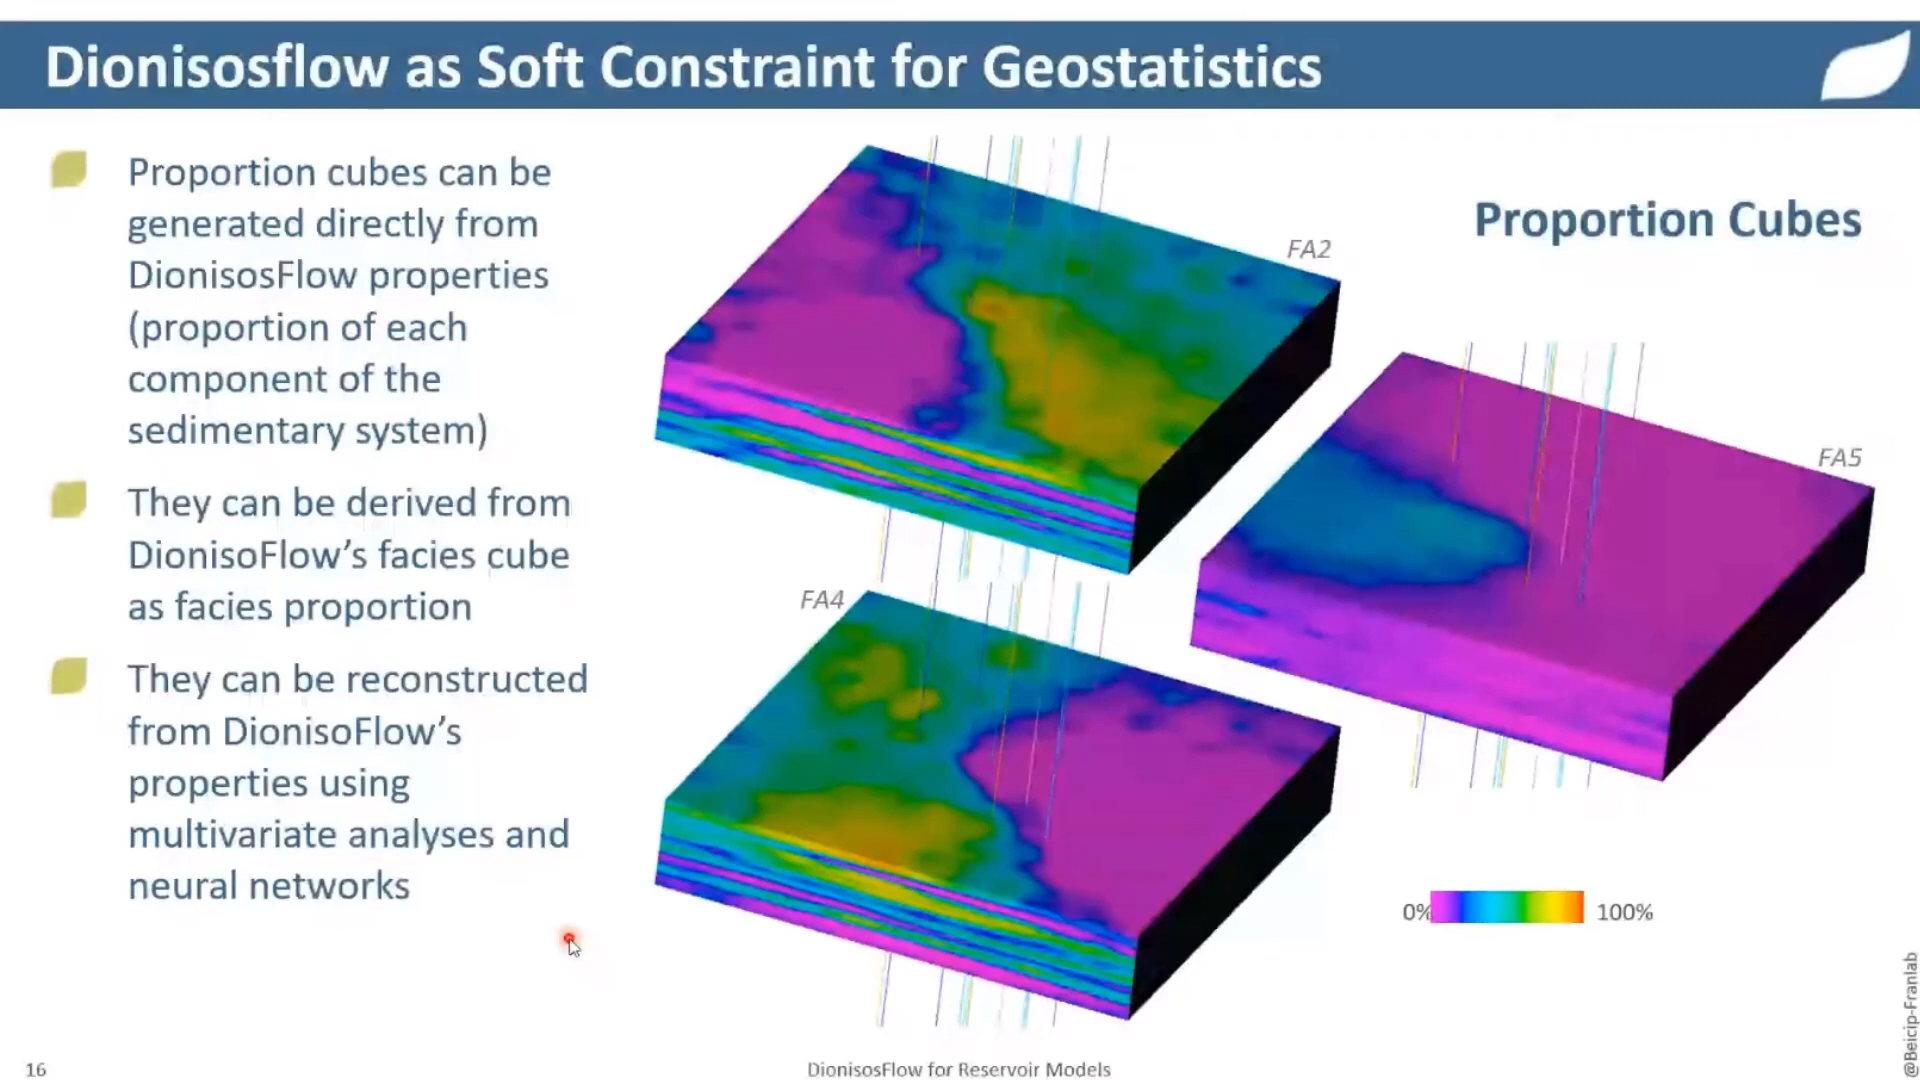 Dionisosflow as Soft Constraint for Geostatistics
Proportion cubes can be
generated directly from
DionisosFlow properties
(proportion of each
component of the
sedimentary system)
They can be derived from
DionisoFlow’s facies cube
as facies proportion
They can be reconstructed
from DionisoFlow’s
properties using
multivariate analyses and
neural networks
Proportion Cubes
FA2
FA5
FA4
0%
100%
16
DionisosFlow for Reservoir Models
@Beicip-Franlab